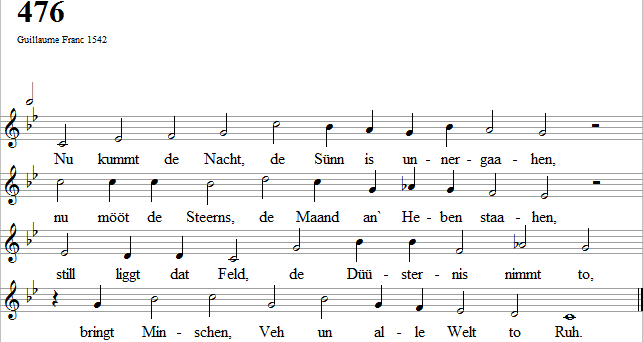 476
Guillaume Franc 1542
Nu kummt de Nacht, de Sünn is un - ner - gaa - hen,
nu mööt de Steerns, de Maand an` He - ben staa - hen,
still liggt dat Feld, de Düü - ster - nis nimmt to,
bringt Min - schen, Veh un al - le Welt to Ruh.